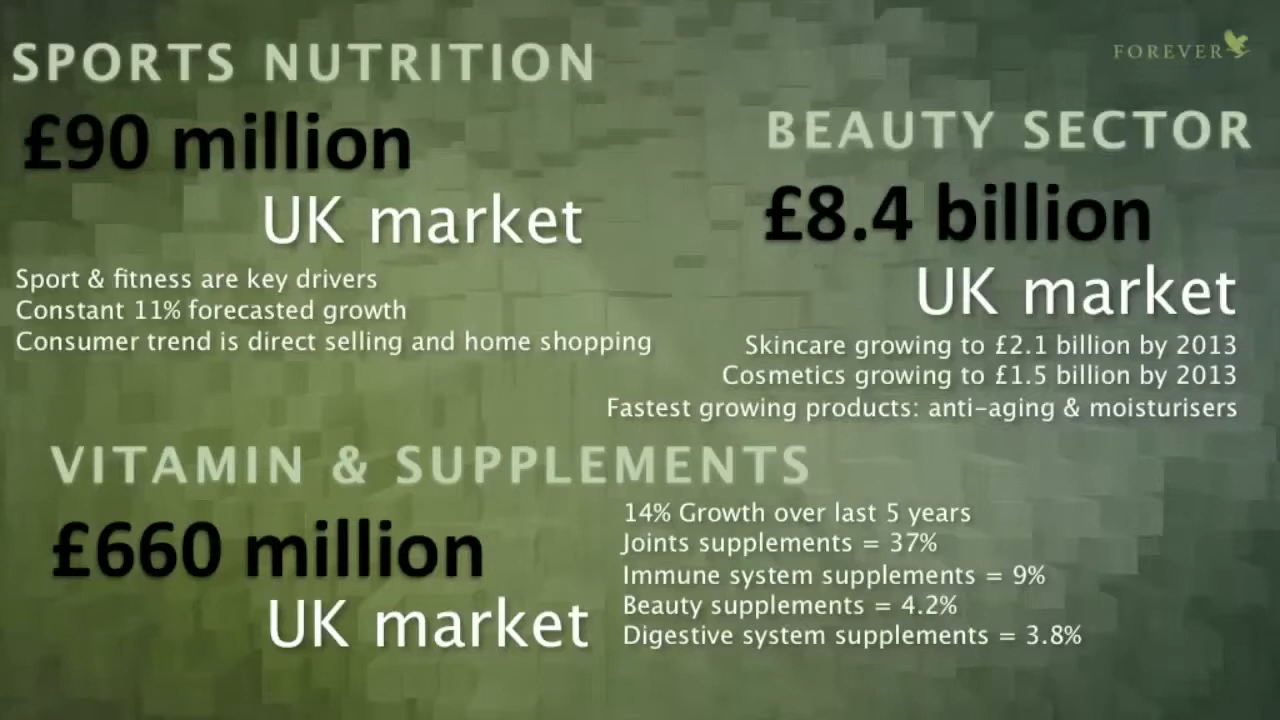 SPORTS NUTRITION
£90 million
UK market
Sport & fitness are key drivers
Constant 11% forecasted growth
Consumer trend is direct selling and home shopping
FOREVER
BEAUTY SECTOR
£8.4 billion
UK market
Skincare growing to £2.1 billion by 2013
Cosmetics growing to £1.5 billion by 2013
Fastest growing products: anti-aging & moisturisers
VITAMIN & SUPPLEMENTS
£660 million
UK market
14% Growth over last 5 years
Joints supplements = 37%
Immune system supplements = 9%
Beauty supplements = 4.2%
Digestive system supplements = 3.8%